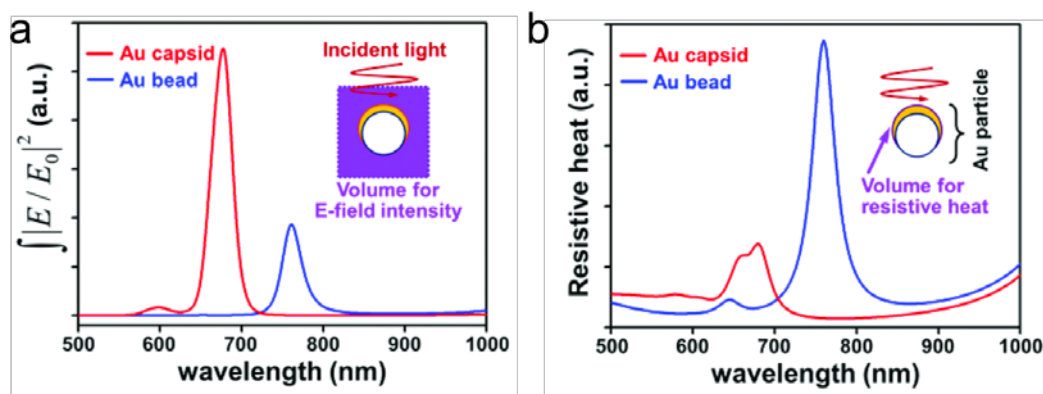 a
Au capsid
Au bead
Incident light
Volume for
E-field intensity
∫|E / E₀|² (a.u.)
500 600 700 800 900 1000
wavelength (nm)
b
Au capsid
Au bead
Au particle
Volume for
resistive heat
Resistive heat (a.u.)
500 600 700 800 900 1000
wavelength (nm)